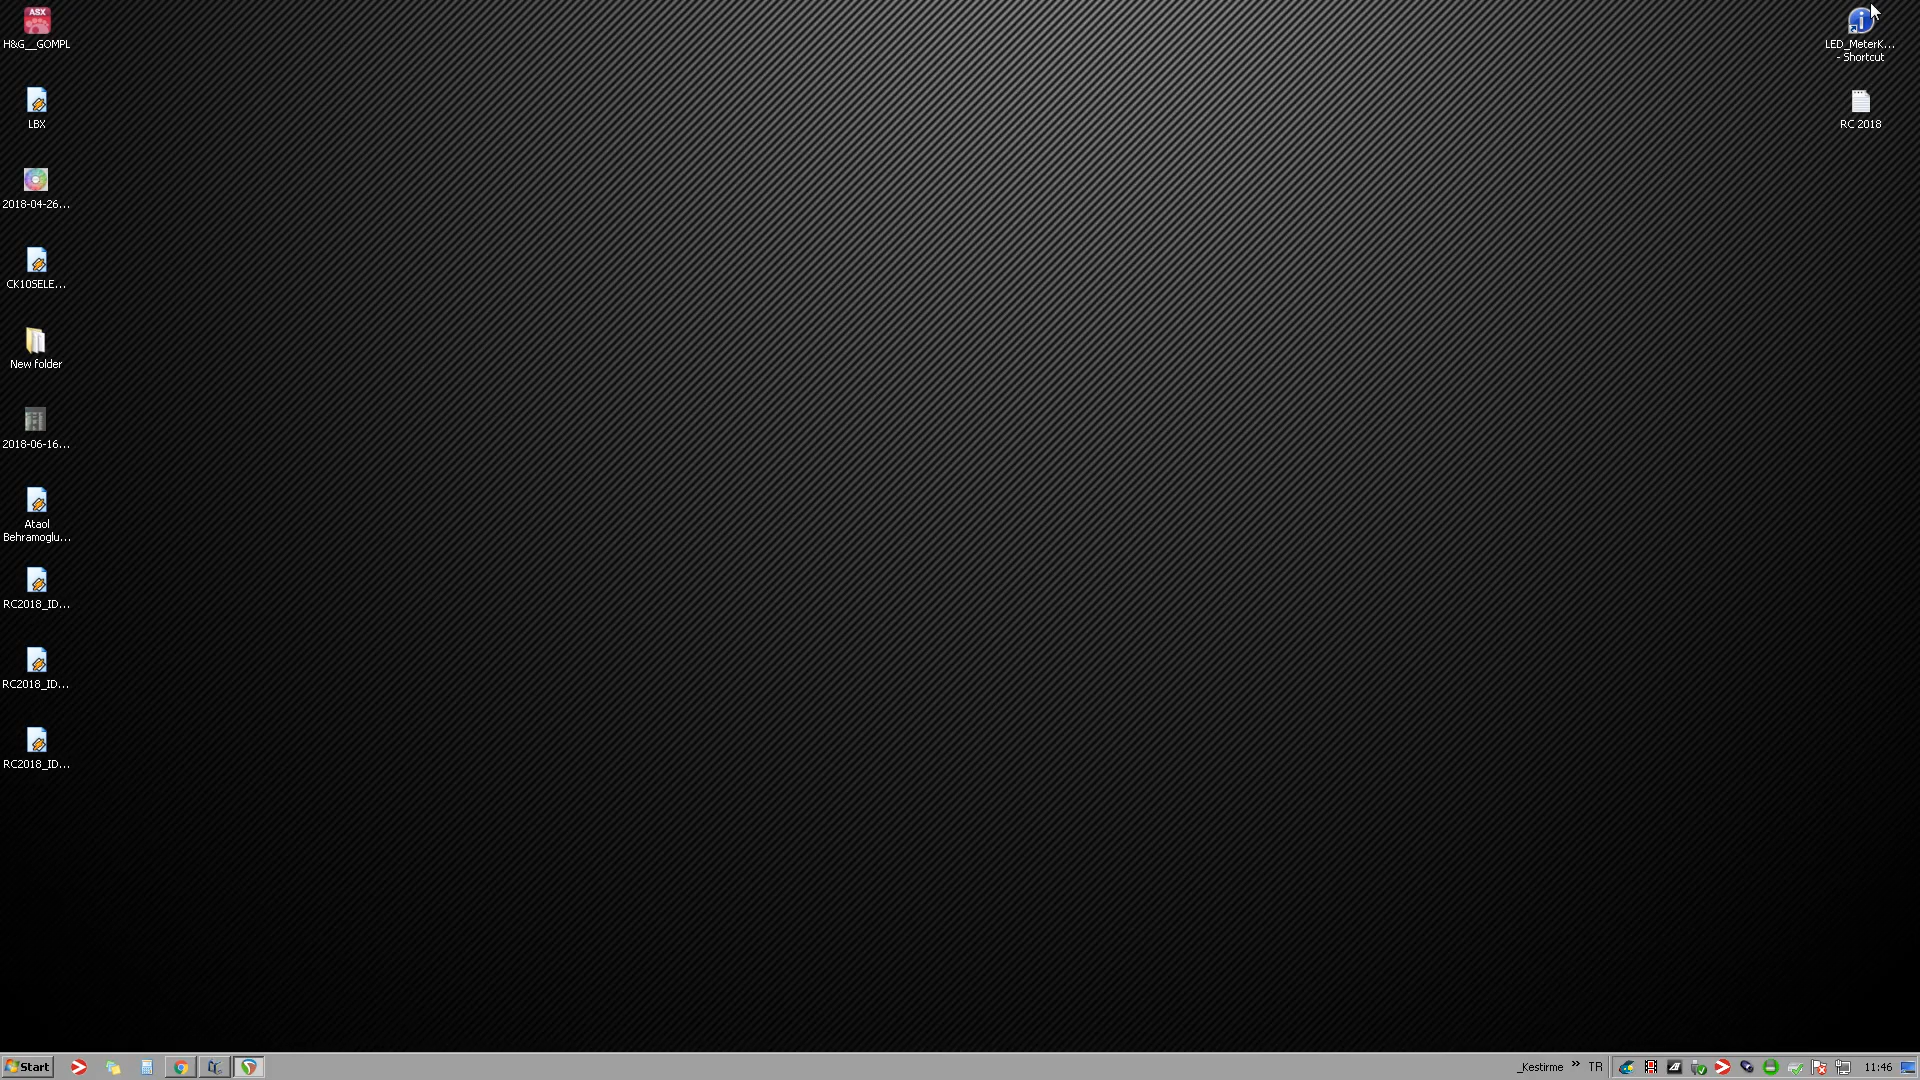 ASX
H&G__GOMPL
LBX
2018-04-26...
CK10SELE...
New folder
2018-06-16...
Ataol
Behramoglu...
RC2018_ID...
RC2018_ID...
RC2018_ID...
LED_MeterK...
- Shortcut
RC 2018
Start
_Kestirme
»
TR
11:46